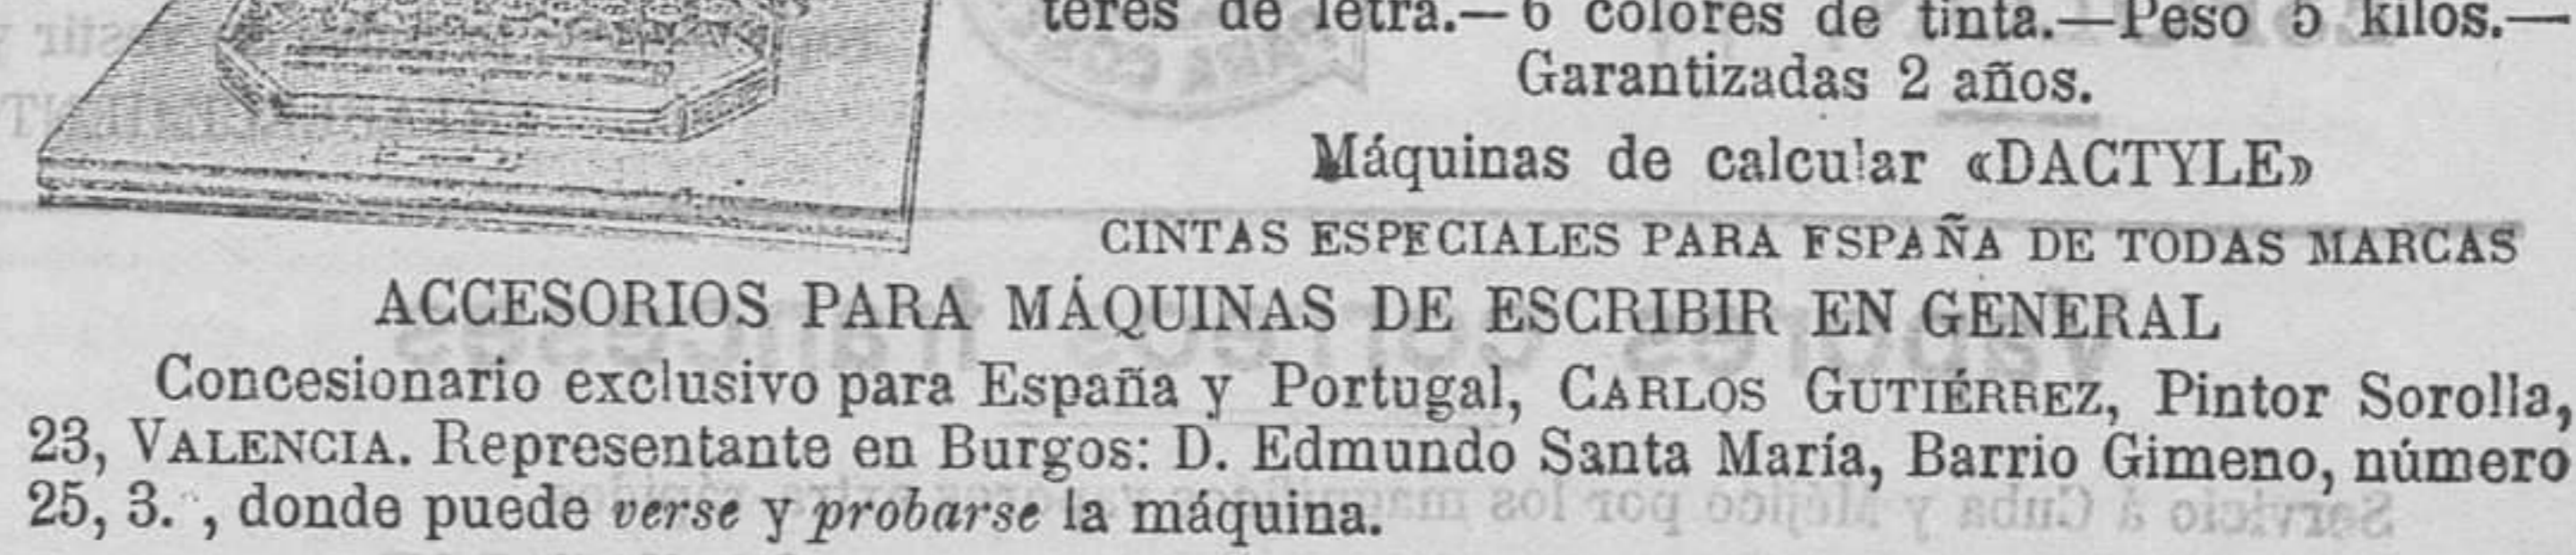 teres de letra.—6 colores de tinta.—Peso 5 kilos.—
Garantizadas 2 años.
Máquinas de calcular «DACTYLE»
CINTAS ESPECIALES PARA ESPAÑA DE TODAS MARCAS
ACCESORIOS PARA MÁQUINAS DE ESCRIBIR EN GENERAL
Concesionario exclusivo para España y Portugal, CARLOS GUTIÉRREZ, Pintor Sorolla,
23, VALENCIA. Representante en Burgos: D. Edmundo Santa María, Barrio Gimeno, número
25, 3.º, donde puede verse y probarse la máquina.